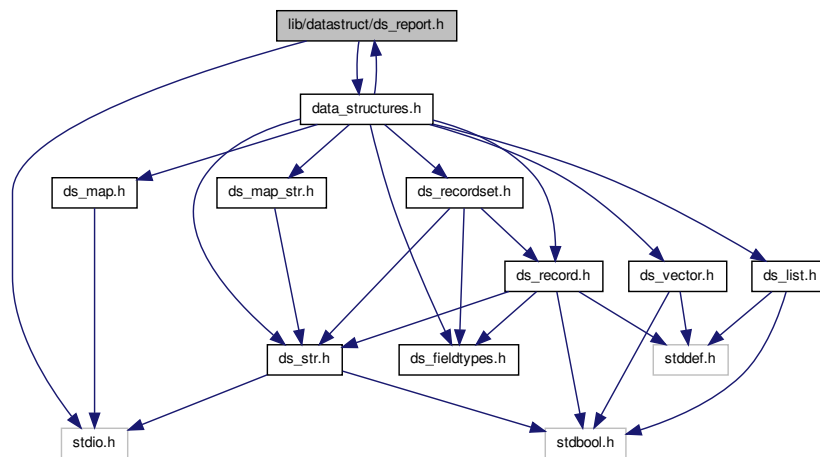 lib/datastruct/ds_report.h
data_structures.h
ds_map.h
ds_map_str.h
ds_recordset.h
ds_record.h
ds_vector.h
ds_list.h
ds_str.h
ds_fieldtypes.h
stddef.h
stdio.h
stdbool.h